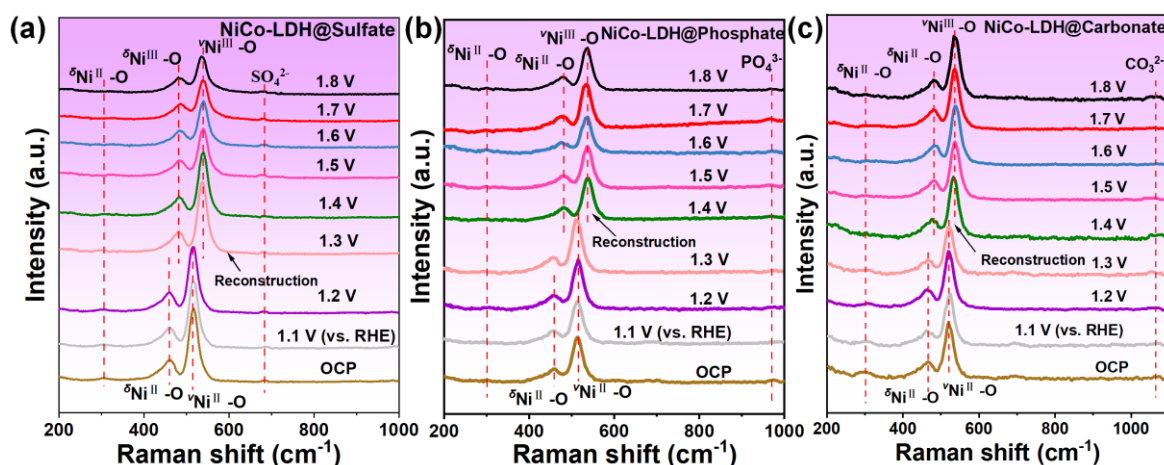 (a)
NiCo-LDH@Sulfate
δNiᴵᴵ -O
δNiᴵᴵᴵ -O
νNiᴵᴵᴵ -O
SO₄²⁻
1.8 V
1.7 V
1.6 V
1.5 V
1.4 V
1.3 V
Reconstruction
1.2 V
1.1 V (vs. RHE)
OCP
δNiᴵᴵ -O
νNiᴵᴵ -O
Intensity (a.u.)
200 400 600 800 1000
Raman shift (cm⁻¹)
(b)
NiCo-LDH@Phosphate
νNiᴵᴵᴵ -O
δNiᴵᴵ -O
δNiᴵᴵ -O
PO₄³⁻
1.8 V
1.7 V
1.6 V
1.5 V
1.4 V
Reconstruction
1.3 V
1.2 V
1.1 V (vs. RHE)
OCP
δNiᴵᴵ -O
νNiᴵᴵ -O
Intensity (a.u.)
200 400 600 800 1000
Raman shift (cm⁻¹)
(c)
νNiᴵᴵᴵ -O
NiCo-LDH@Carbonate
δNiᴵᴵ -O
δNiᴵᴵ -O
CO₃²⁻
1.8 V
1.7 V
1.6 V
1.5 V
1.4 V
Reconstruction
1.3 V
1.2 V
1.1 V (vs. RHE)
OCP
δNiᴵᴵ -O
νNiᴵᴵ -O
Intensity (a.u.)
200 400 600 800 1000
Raman shift (cm⁻¹)